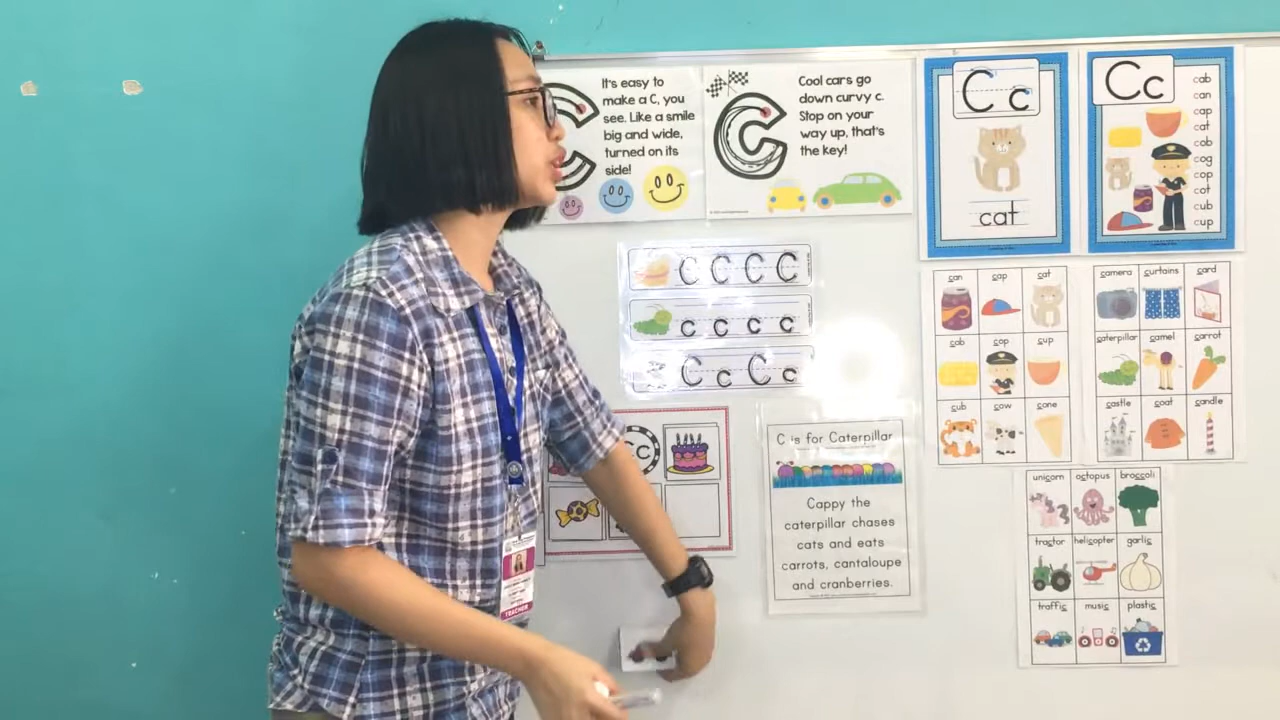 It's easy to
make a C, you
see. Like a smile
big and wide,
turned on its
side!
Cool cars go
down curvy c.
Stop on your
way up, that's
the key!
C c
cat
Cc
cab
can
cap
cat
cob
cog
cop
cot
cub
cup
C C C C
c c c c
C c C c
C is for Caterpillar
Cappy the
caterpillar chases
cats and eats
carrots, cantaloupe
and cranberries.
can cap cat
cab cop cup
cub cow cone
camera curtains card
caterpillar camel carrot
castle coat candle
unicorn octopus broccoli
tractor helicopter garlic
traffic music plastic
TEACHER